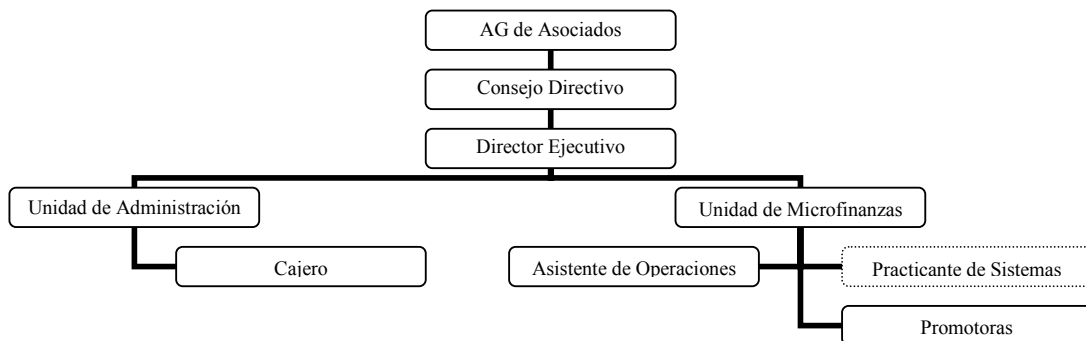 AG de Asociados
Consejo Directivo
Director Ejecutivo
Unidad de Administración
Unidad de Microfinanzas
Cajero
Asistente de Operaciones
Practicante de Sistemas
Promotoras